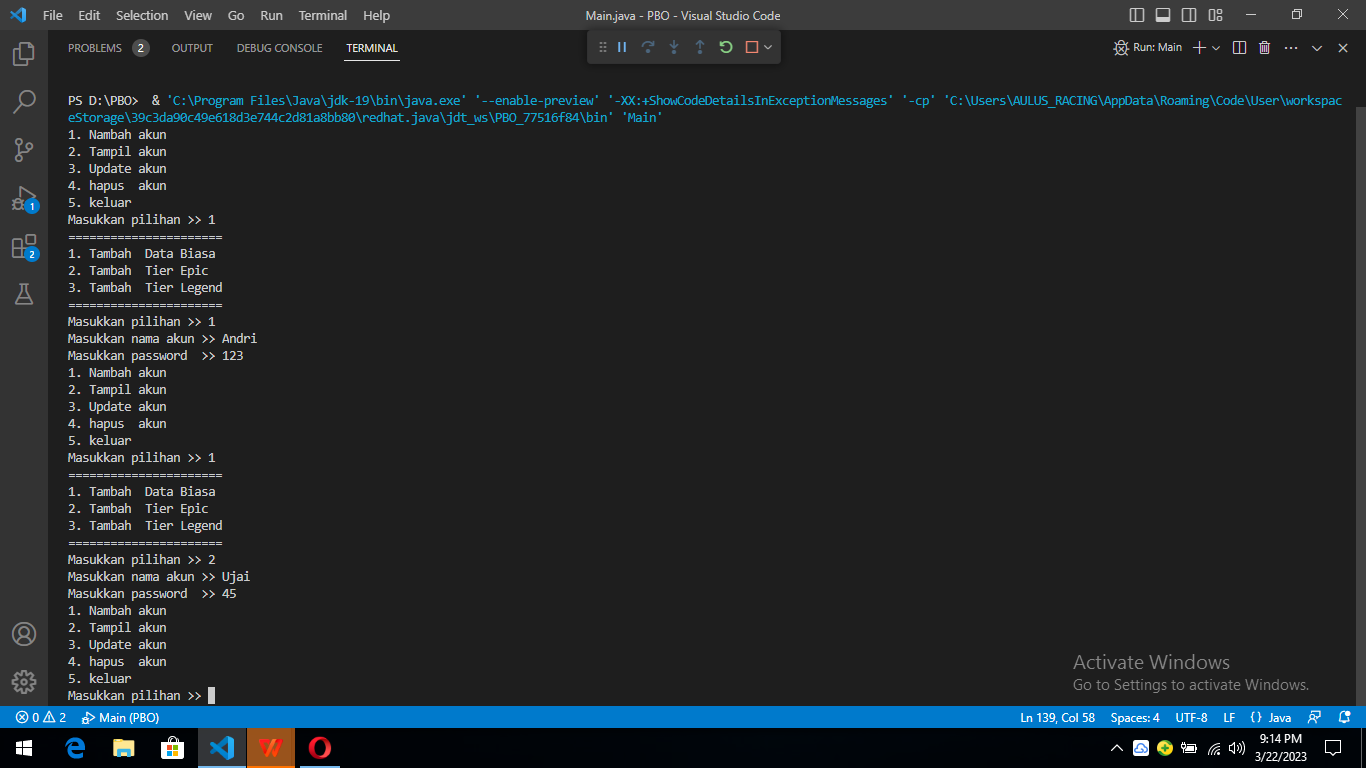 File Edit Selection View Go Run Terminal Help Main.java - PBO - Visual Studio Code
PROBLEMS 2 OUTPUT DEBUG CONSOLE TERMINAL Run: Main
PS D:\PBO>  & 'C:\Program Files\Java\jdk-19\bin\java.exe' '--enable-preview' '-XX:+ShowCodeDetailsInExceptionMessages' '-cp' 'C:\Users\AULUS_RACING\AppData\Roaming\Code\User\workspac
eStorage\39c3da90c49e618d3e744c2d81a8bb80\redhat.java\jdt_ws\PBO_77516f84\bin' 'Main'
1. Nambah akun
2. Tampil akun
3. Update akun
4. hapus  akun
5. keluar
Masukkan pilihan >> 1
======================
1. Tambah  Data Biasa
2. Tambah  Tier Epic
3. Tambah  Tier Legend
======================
Masukkan pilihan >> 1
Masukkan nama akun >> Andri
Masukkan password  >> 123
1. Nambah akun
2. Tampil akun
3. Update akun
4. hapus  akun
5. keluar
Masukkan pilihan >> 1
======================
1. Tambah  Data Biasa
2. Tambah  Tier Epic
3. Tambah  Tier Legend
======================
Masukkan pilihan >> 2
Masukkan nama akun >> Ujai
Masukkan password  >> 45
1. Nambah akun
2. Tampil akun
3. Update akun
4. hapus  akun
5. keluar
Masukkan pilihan >>
1
2
Activate Windows
Go to Settings to activate Windows.
0 2 Main (PBO) Ln 139, Col 58 Spaces: 4 UTF-8 LF {} Java
9:14 PM
3/22/2023